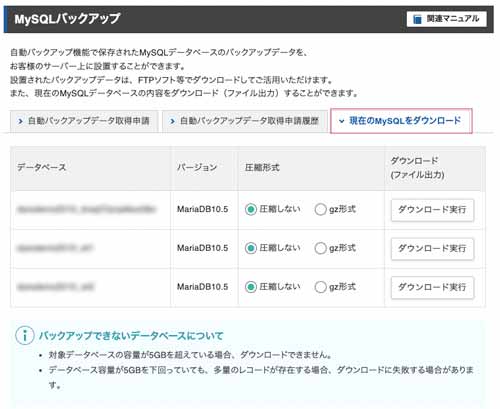 MySQLバックアップ
関連マニュアル
自動バックアップ機能で保存されたMySQLデータベースのバックアップデータを、
お客様のサーバー上に設置することができます。
設置されたバックアップデータは、FTPソフト等でダウンロードしてご活用いただけます。
また、現在のMySQLデータベースの内容をダウンロード（ファイル出力）することができます。
自動バックアップデータ取得申請
自動バックアップデータ取得申請履歴
現在のMySQLをダウンロード
データベース
バージョン
圧縮形式
ダウンロード
(ファイル出力)
MariaDB10.5
圧縮しない
gz形式
ダウンロード実行
MariaDB10.5
圧縮しない
gz形式
ダウンロード実行
MariaDB10.5
圧縮しない
gz形式
ダウンロード実行
バックアップできないデータベースについて
• 対象データベースの容量が5GBを超えている場合、ダウンロードできません。
• データベース容量が5GBを下回っていても、多量のレコードが存在する場合、ダウンロードに失敗する場合がありま
す。